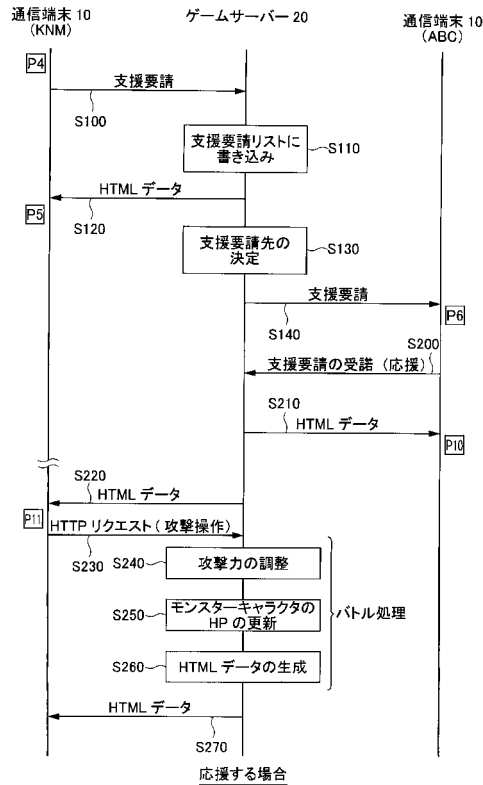 通信端末 10
(KNM)
ゲームサーバー 20
通信端末 10
(ABC)
P4
支援要請
S100
支援要請リストに
書き込み
S110
HTML データ
P5
S120
支援要請先の
決定
S130
支援要請
P6
S140
S200
支援要請の受諾 (応援)
S210
HTML データ
P10
S220
HTML データ
P11
HTTP リクエスト ( 攻撃操作)
S230
S240
攻撃力の調整
S250
モンスターキャラクタの
HP の更新
バトル処理
S260
HTML データの生成
HTML データ
S270
応援する場合